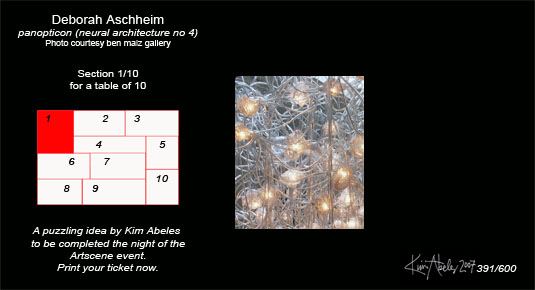 Deborah Aschheim
panopticon (neural architecture no 4)
Photo courtesy ben maiz gallery
Section 1/10
for a table of 10
1 2 3
4 5
6 7
8 9 10
A puzzling idea by Kim Abeles
to be completed the night of the
Artscene event.
Print your ticket now.
Kim Abeles 2007 391/600